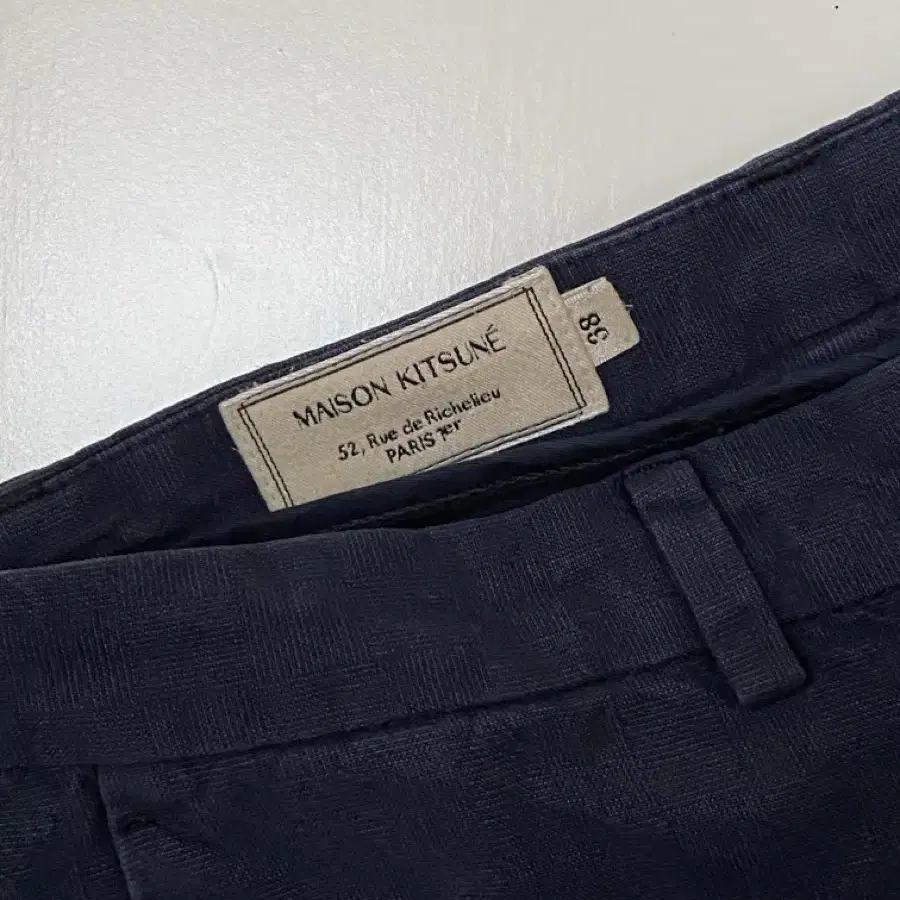 MAISON KITSUNÉ
52, Rue de Richelieu
PARIS 1er
38